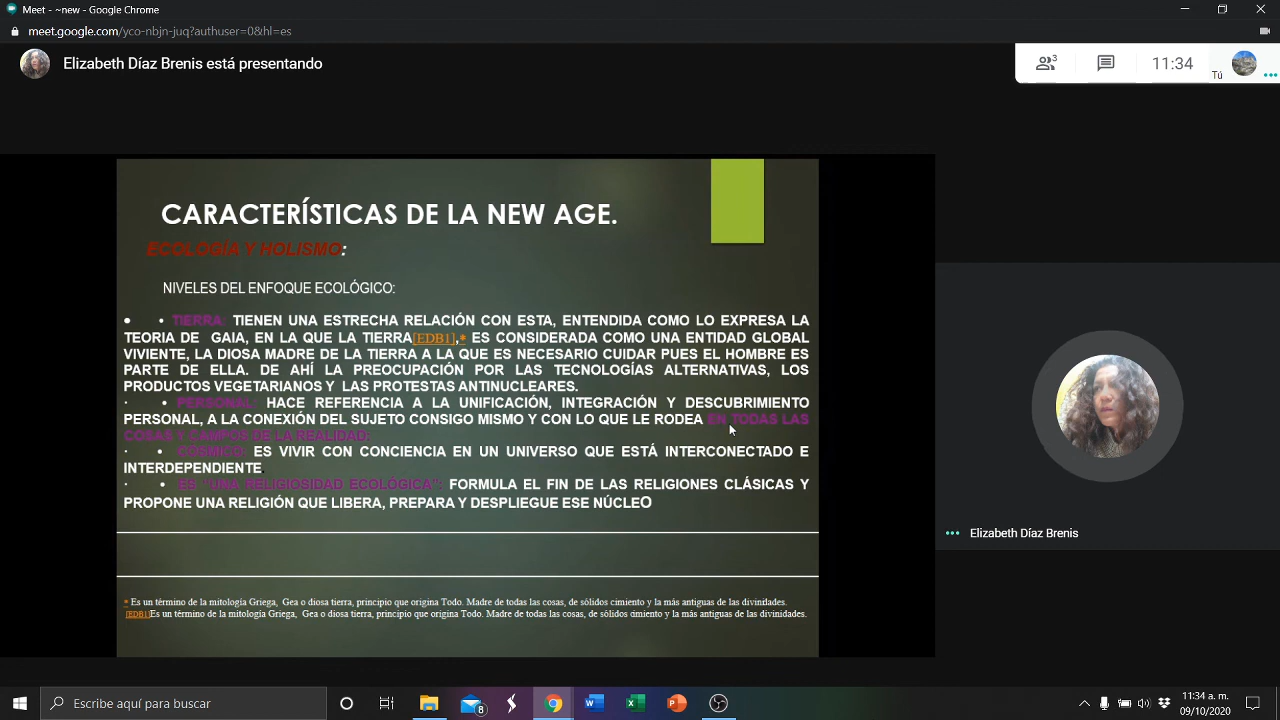 Meet - ~new - Google Chrome
meet.google.com/yco-nbjn-juq?authuser=0&hl=es
Elizabeth Díaz Brenis está presentando
3
11:34
Tú
CARACTERÍSTICAS DE LA NEW AGE.
ECOLOGÍA Y HOLISMO:
NIVELES DEL ENFOQUE ECOLÓGICO:
• • TIERRA: TIENEN UNA ESTRECHA RELACIÓN CON ESTA, ENTENDIDA COMO LO EXPRESA LA
TEORIA DE GAIA, EN LA QUE LA TIERRA[EDB1],* ES CONSIDERADA COMO UNA ENTIDAD GLOBAL
VIVIENTE, LA DIOSA MADRE DE LA TIERRA A LA QUE ES NECESARIO CUIDAR PUES EL HOMBRE ES
PARTE DE ELLA. DE AHÍ LA PREOCUPACIÓN POR LAS TECNOLOGÍAS ALTERNATIVAS, LOS
PRODUCTOS VEGETARIANOS Y LAS PROTESTAS ANTINUCLEARES.
· • PERSONAL: HACE REFERENCIA A LA UNIFICACIÓN, INTEGRACIÓN Y DESCUBRIMIENTO
PERSONAL, A LA CONEXIÓN DEL SUJETO CONSIGO MISMO Y CON LO QUE LE RODEA EN TODAS LAS
COSAS Y CAMPOS DE LA REALIDAD:
· • CÓSMICO: ES VIVIR CON CONCIENCIA EN UN UNIVERSO QUE ESTÁ INTERCONECTADO E
INTERDEPENDIENTE.
· • ES "UNA RELIGIOSIDAD ECOLÓGICA": FORMULA EL FIN DE LAS RELIGIONES CLÁSICAS Y
PROPONE UNA RELIGIÓN QUE LIBERA, PREPARA Y DESPLIEGUE ESE NÚCLEO
* Es un término de la mitología Griega, Gea o diosa tierra, principio que origina Todo. Madre de todas las cosas, de sólidos cimiento y la más antiguas de las divinidades.
[EDB1]Es un término de la mitología Griega, Gea o diosa tierra, principio que origina Todo. Madre de todas las cosas, de sólidos cimiento y la más antiguas de las divinidades.
Elizabeth Díaz Brenis
Escribe aquí para buscar
8
11:34 a. m.
09/10/2020